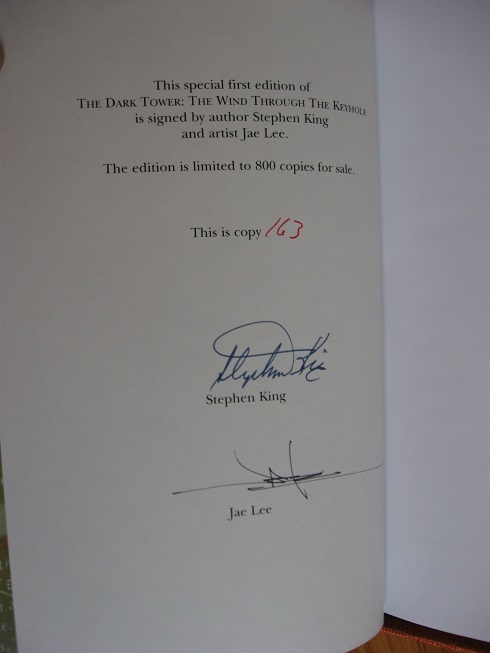 This special first edition of
THE DARK TOWER: THE WIND THROUGH THE KEYHOLE
is signed by author Stephen King
and artist Jae Lee.
The edition is limited to 800 copies for sale.
This is copy 163
Stephen King
Stephen King
Jae Lee